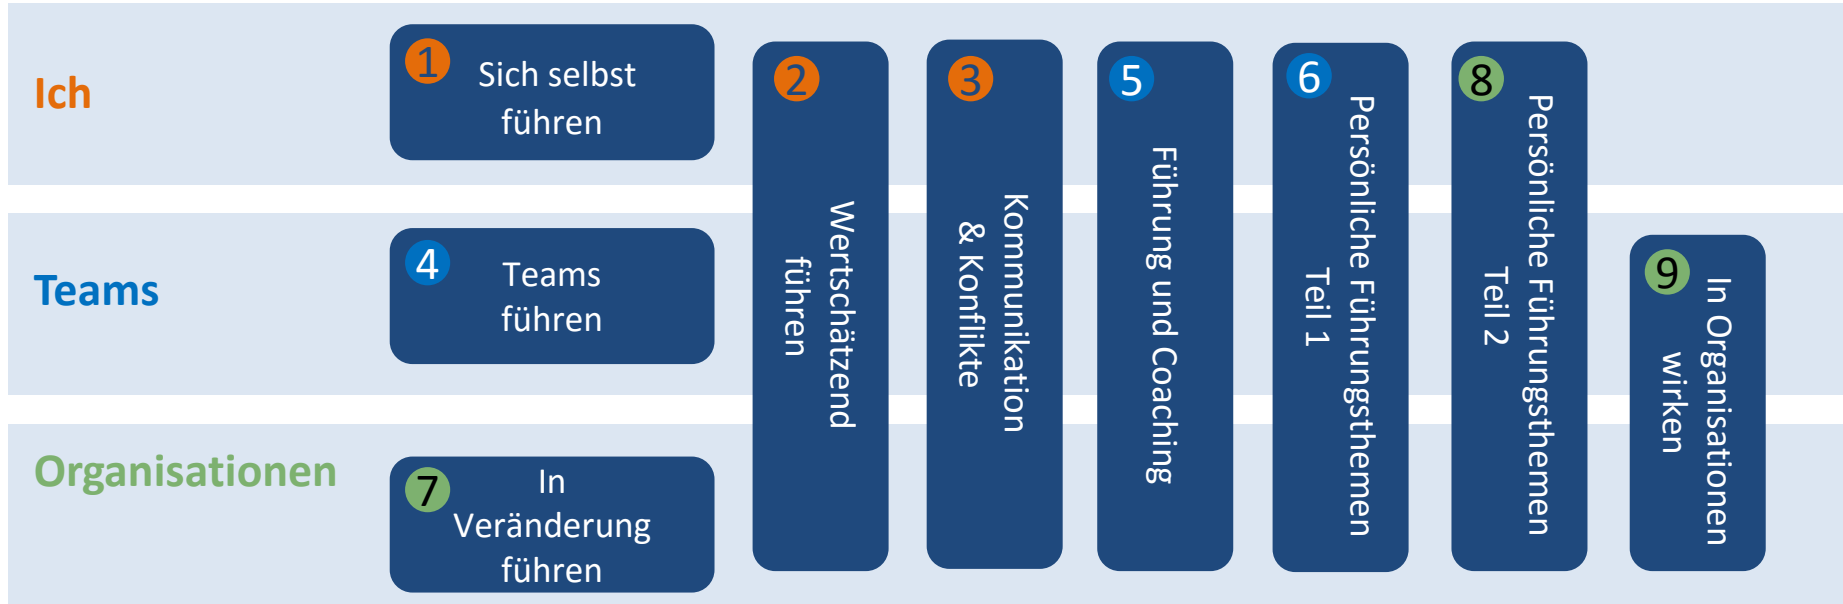 Ich
1
Sich selbst
führen
Teams
4
Teams
führen
Organisationen
7
In
Veränderung
führen
2
Wertschätzend
führen
3
Kommunikation
& Konflikte
5
Führung und Coaching
6
Persönliche Führungsthemen
Teil 1
8
Persönliche Führungsthemen
Teil 2
9
In Organisationen
wirken